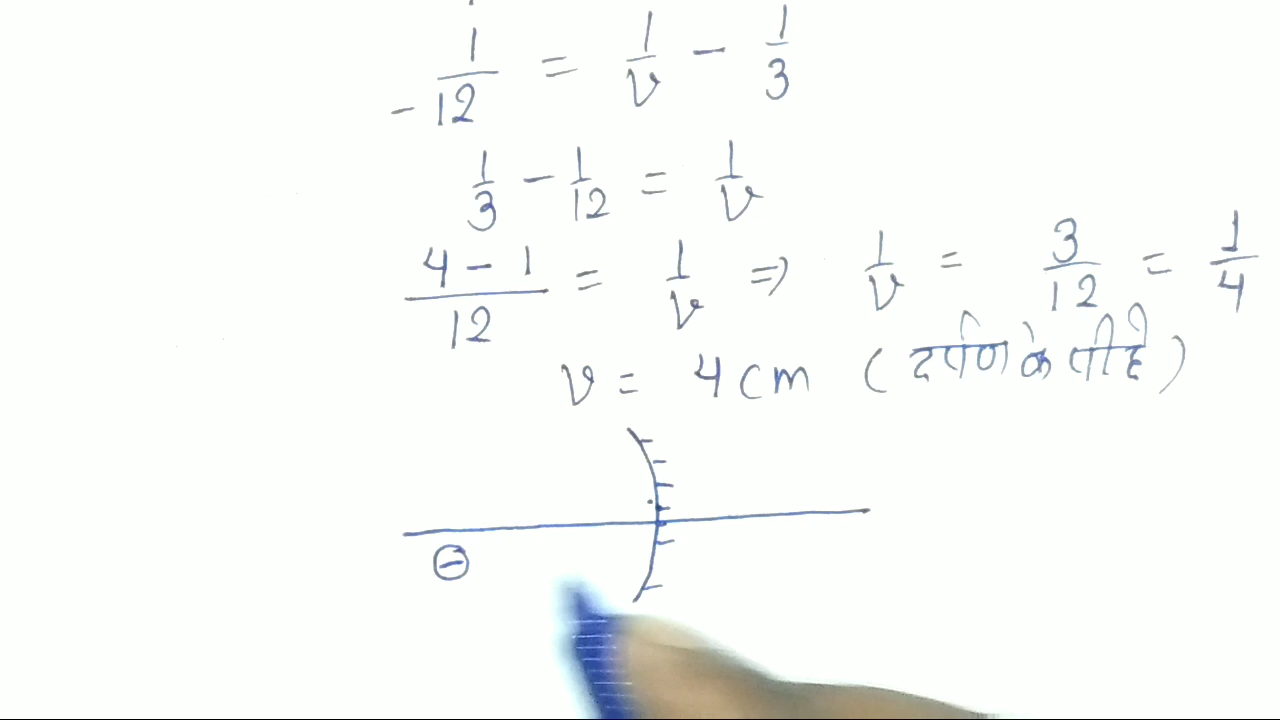 - 1/12 = 1/v - 1/3
1/3 - 1/12 = 1/v
4 - 1/12 = 1/v ⇒ 1/v = 3/12 = 1/4
v = 4 cm (दर्पण के पीछे)
⊖